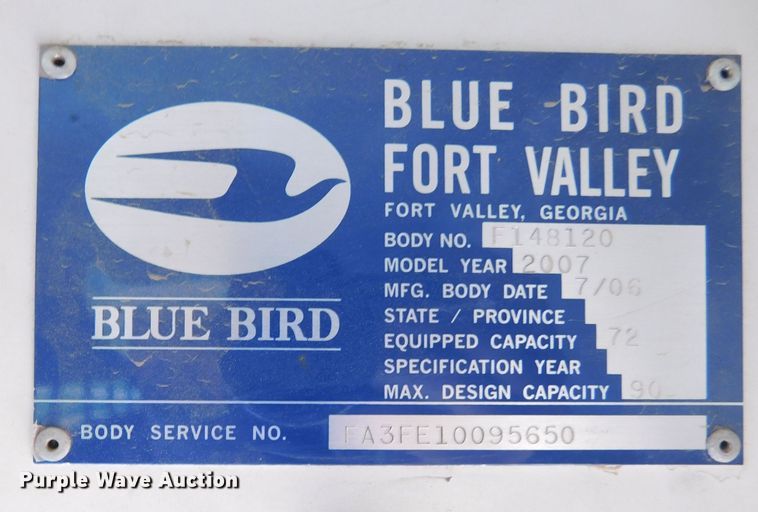 BLUE BIRD
FORT VALLEY
FORT VALLEY, GEORGIA
BODY NO. F148120
MODEL YEAR 2007
MFG. BODY DATE 7/06
STATE / PROVINCE
EQUIPPED CAPACITY 72
SPECIFICATION YEAR
MAX. DESIGN CAPACITY 90
BLUE BIRD
BODY SERVICE NO. FA3FE10095650
Purple Wave Auction